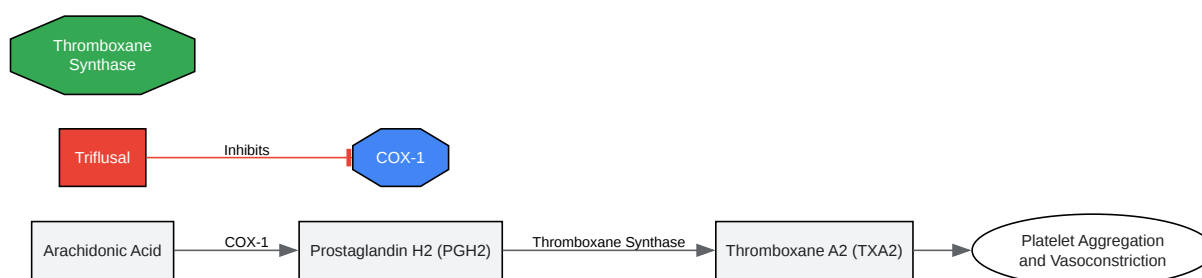 Thromboxane
Synthase
Triflusal
Inhibits
COX-1
Arachidonic Acid
COX-1
Prostaglandin H2 (PGH2)
Thromboxane Synthase
Thromboxane A2 (TXA2)
Platelet Aggregation
and Vasoconstriction